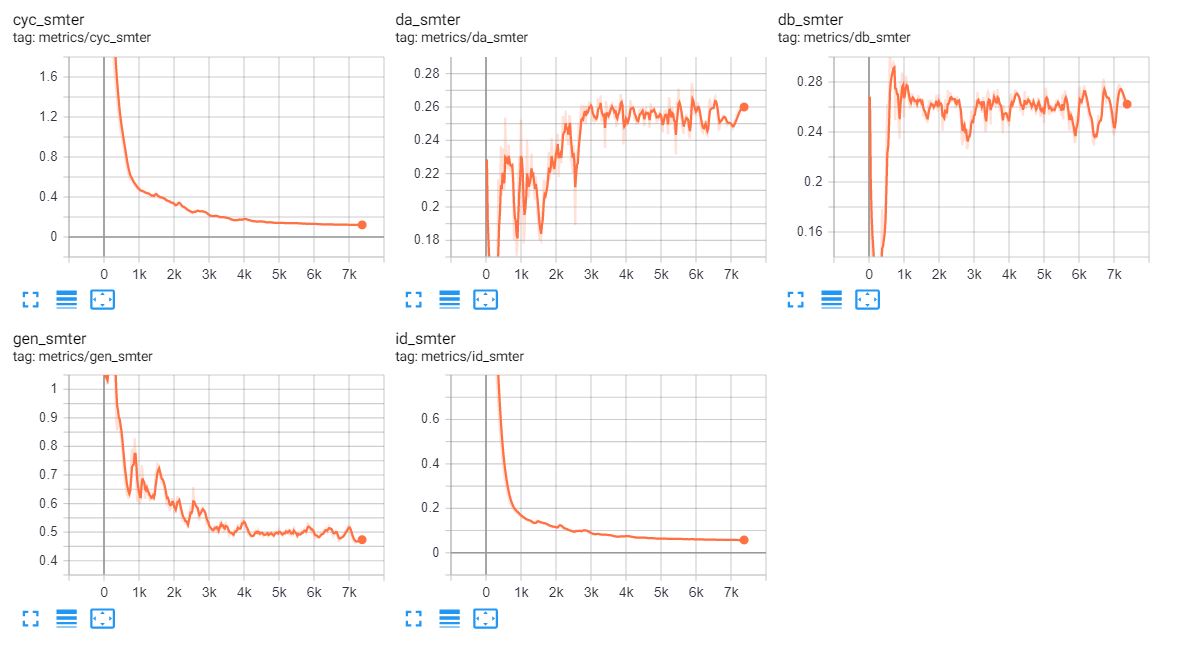 cyc_smter
tag: metrics/cyc_smter
1.6
1.2
0.8
0.4
0
0 1k 2k 3k 4k 5k 6k 7k
da_smter
tag: metrics/da_smter
0.28
0.26
0.24
0.22
0.2
0.18
0 1k 2k 3k 4k 5k 6k 7k
db_smter
tag: metrics/db_smter
0.28
0.24
0.2
0.16
0 1k 2k 3k 4k 5k 6k 7k
gen_smter
tag: metrics/gen_smter
1
0.9
0.8
0.7
0.6
0.5
0.4
0 1k 2k 3k 4k 5k 6k 7k
id_smter
tag: metrics/id_smter
0.6
0.4
0.2
0
0 1k 2k 3k 4k 5k 6k 7k